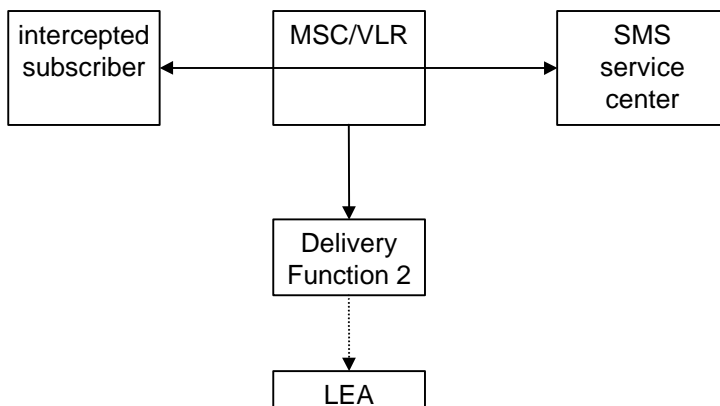 intercepted
subscriber
MSC/VLR
SMS
service
center
Delivery
Function 2
LEA